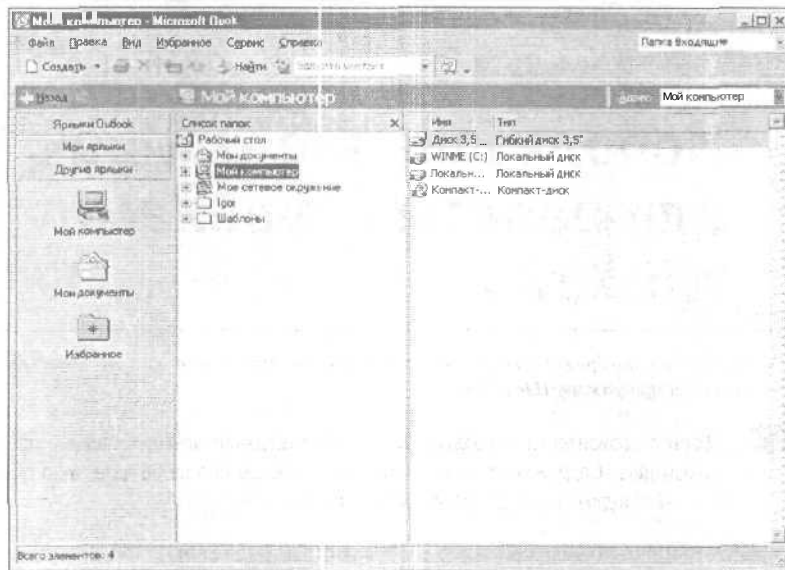 Мой компьютер - Microsoft Outlook
Файл Правка Вид Избранное Сервис Справка
Папка Входящие
Создать Найти
Назад
Мой компьютер
Адрес: Мой компьютер
Ярлыки Outlook
Мои ярлыки
Другие ярлыки
Мой компьютер
Мои документы
Избранное
Список папок
Рабочий стол
Мои документы
Мой компьютер
Мое сетевое окружение
Igor
Шаблоны
Имя Тип
Диск 3,5 ... Гибкий диск 3,5"
WINME (C:) Локальный диск
Локальн... Локальный диск
Компакт-... Компакт-диск
Всего элементов: 4